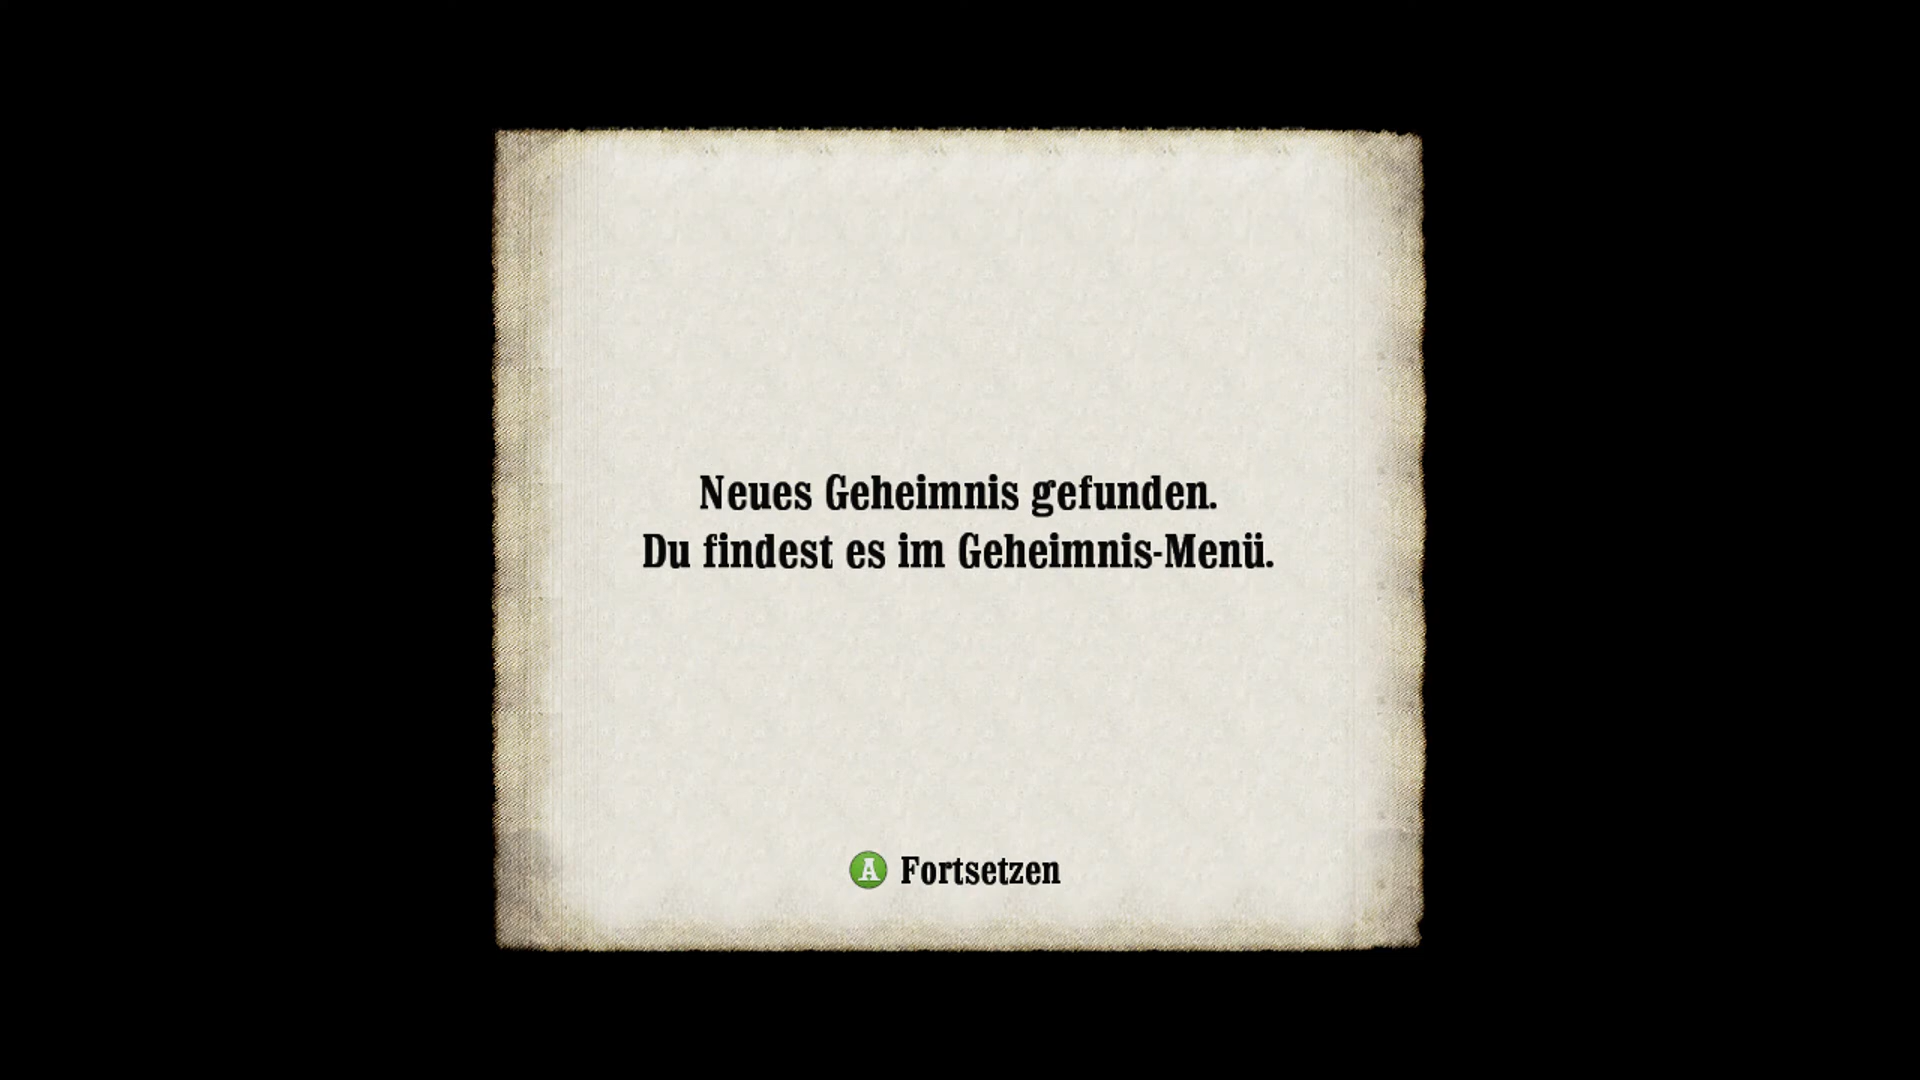 Neues Geheimnis gefunden.
Du findest es im Geheimnis-Menü.
A Fortsetzen